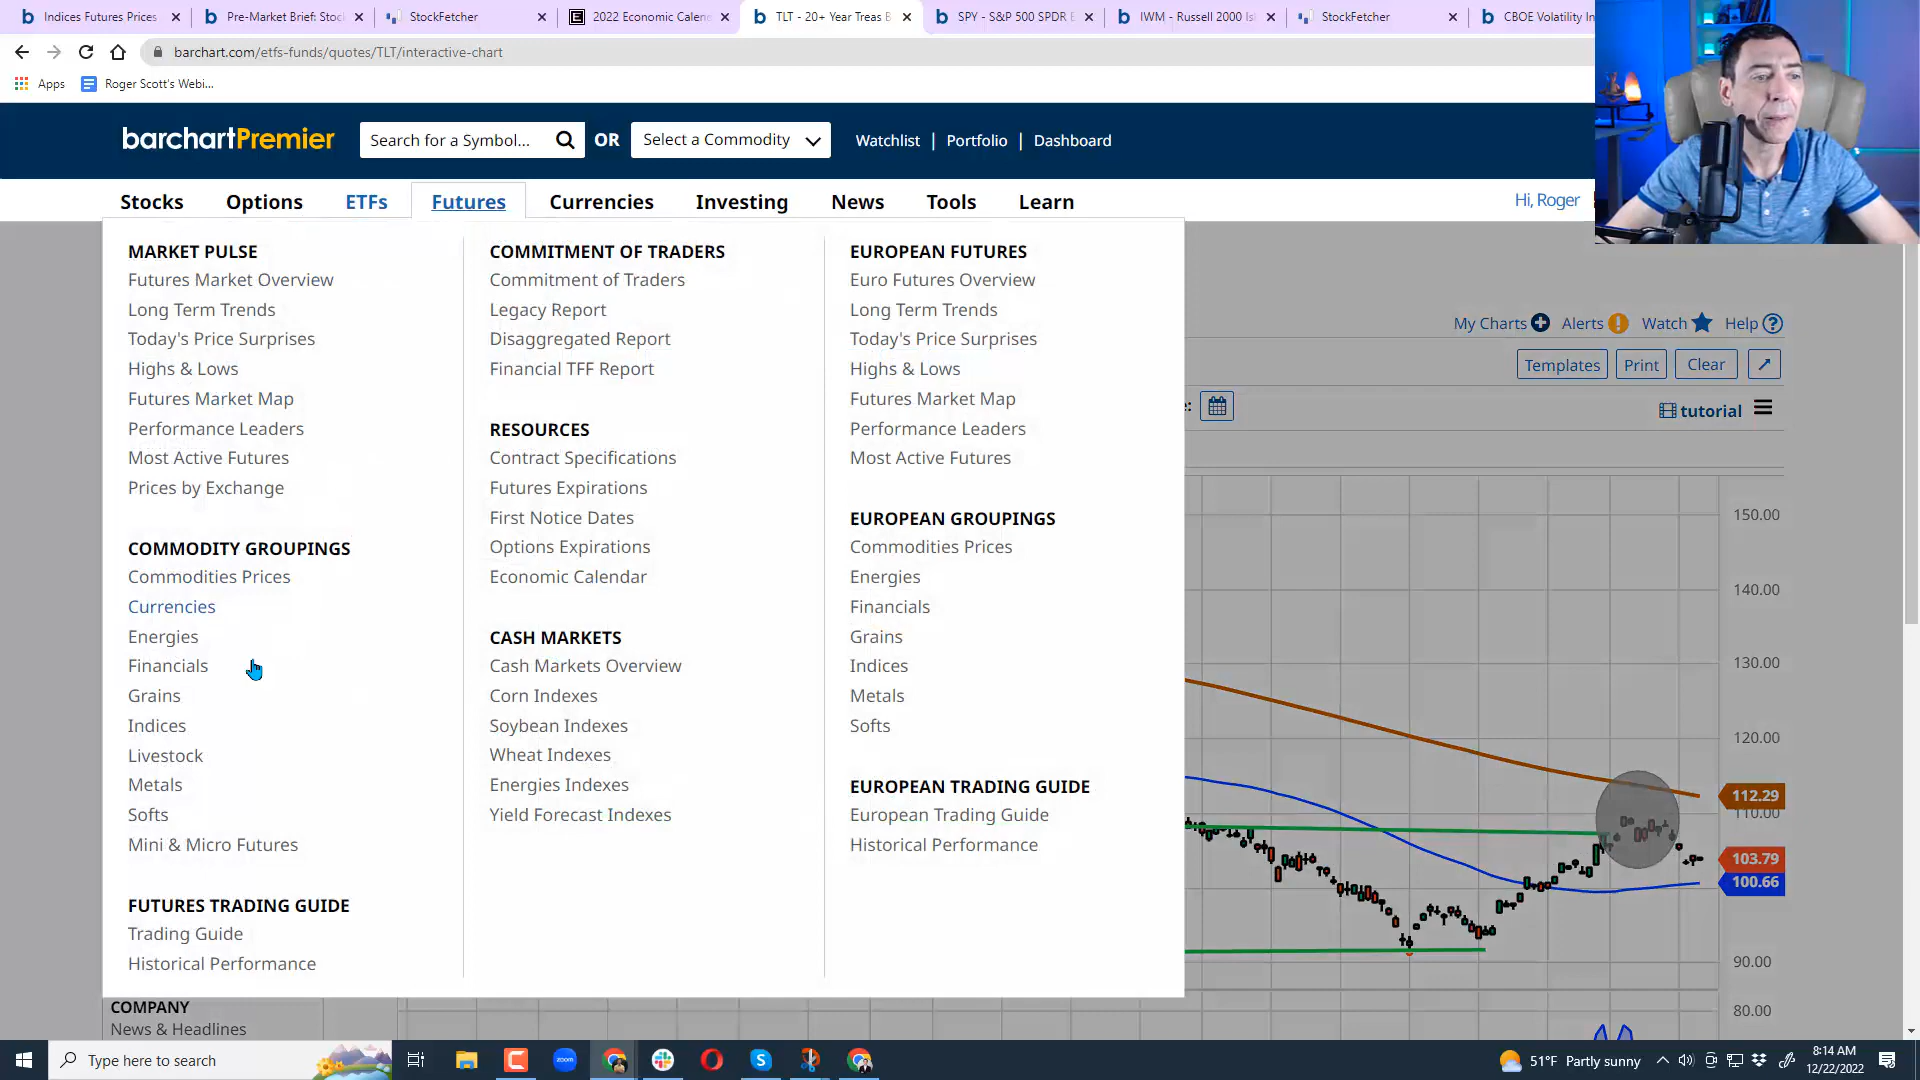 Indices Futures Prices
Pre-Market Brief: Stoc
StockFetcher
2022 Economic Calen
TLT - 20+ Year Treas B
SPY - S&P 500 SPDR E
IWM - Russell 2000 Is
StockFetcher
CBOE Volatility In
barchart.com/etfs-funds/quotes/TLT/interactive-chart
Apps
Roger Scott's Webi...
barchartPremier
Search for a Symbol...
OR
Select a Commodity
Watchlist | Portfolio | Dashboard
Stocks
Options
ETFs
Futures
Currencies
Investing
News
Tools
Learn
Hi, Roger
MARKET PULSE
Futures Market Overview
Long Term Trends
Today's Price Surprises
Highs & Lows
Futures Market Map
Performance Leaders
Most Active Futures
Prices by Exchange
COMMODITY GROUPINGS
Commodities Prices
Currencies
Energies
Financials
Grains
Indices
Livestock
Metals
Softs
Mini & Micro Futures
FUTURES TRADING GUIDE
Trading Guide
Historical Performance
COMMITMENT OF TRADERS
Commitment of Traders
Legacy Report
Disaggregated Report
Financial TFF Report
RESOURCES
Contract Specifications
Futures Expirations
First Notice Dates
Options Expirations
Economic Calendar
CASH MARKETS
Cash Markets Overview
Corn Indexes
Soybean Indexes
Wheat Indexes
Energies Indexes
Yield Forecast Indexes
EUROPEAN FUTURES
Euro Futures Overview
Long Term Trends
Today's Price Surprises
Highs & Lows
Futures Market Map
Performance Leaders
Most Active Futures
EUROPEAN GROUPINGS
Commodities Prices
Energies
Financials
Grains
Indices
Metals
Softs
EUROPEAN TRADING GUIDE
European Trading Guide
Historical Performance
My Charts
Alerts
Watch
Help
Templates
Print
Clear
tutorial
150.00
140.00
130.00
120.00
112.29
110.00
103.79
100.66
90.00
80.00
COMPANY
News & Headlines
Type here to search
zoom
51°F Partly sunny
8:14 AM
12/22/2022